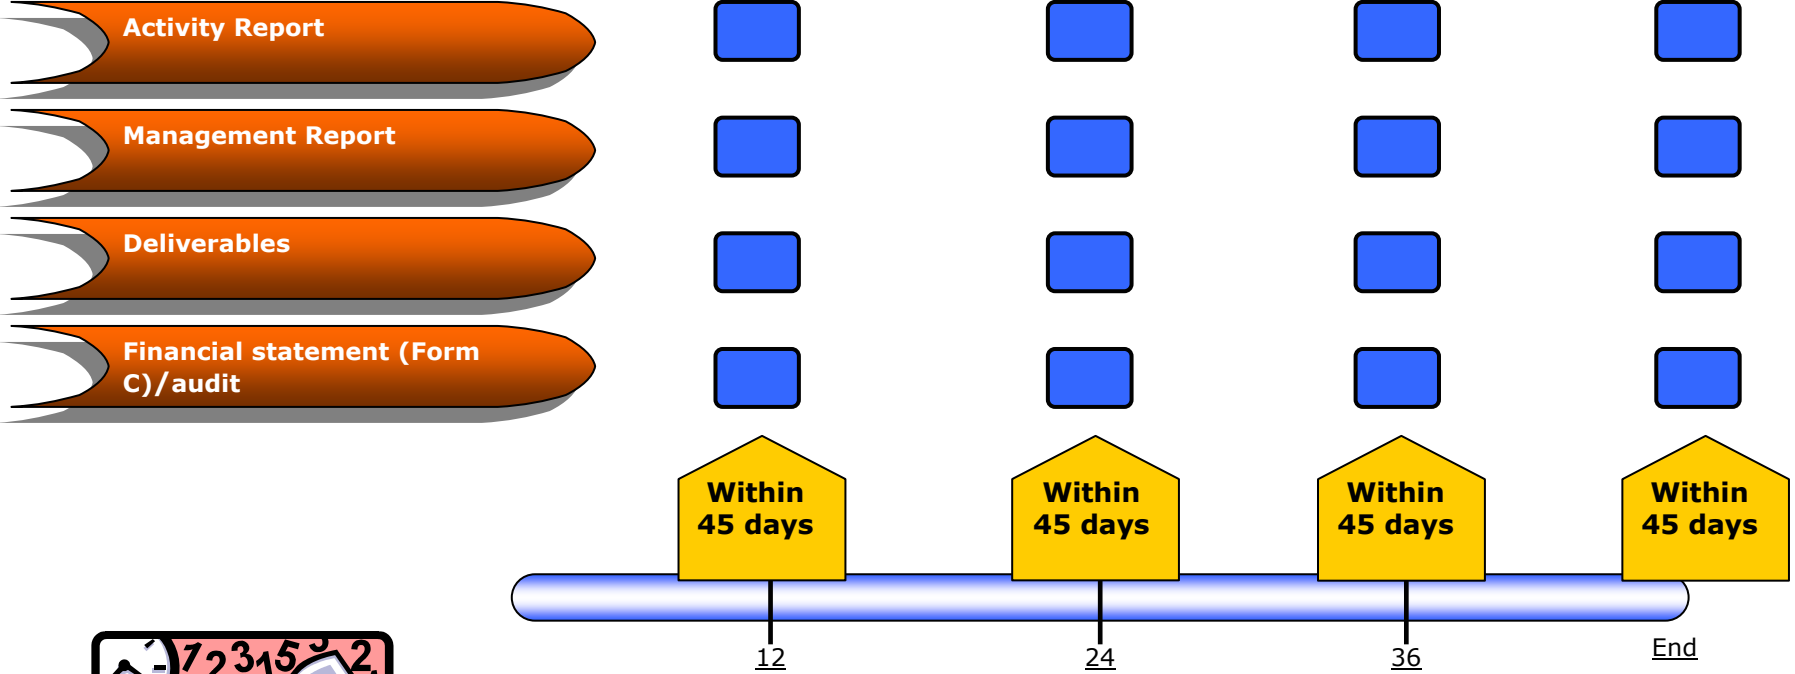 Activity Report
Management Report
Deliverables
Financial statement (Form
C)/audit
Within
45 days
Within
45 days
Within
45 days
Within
45 days
12
24
36
End